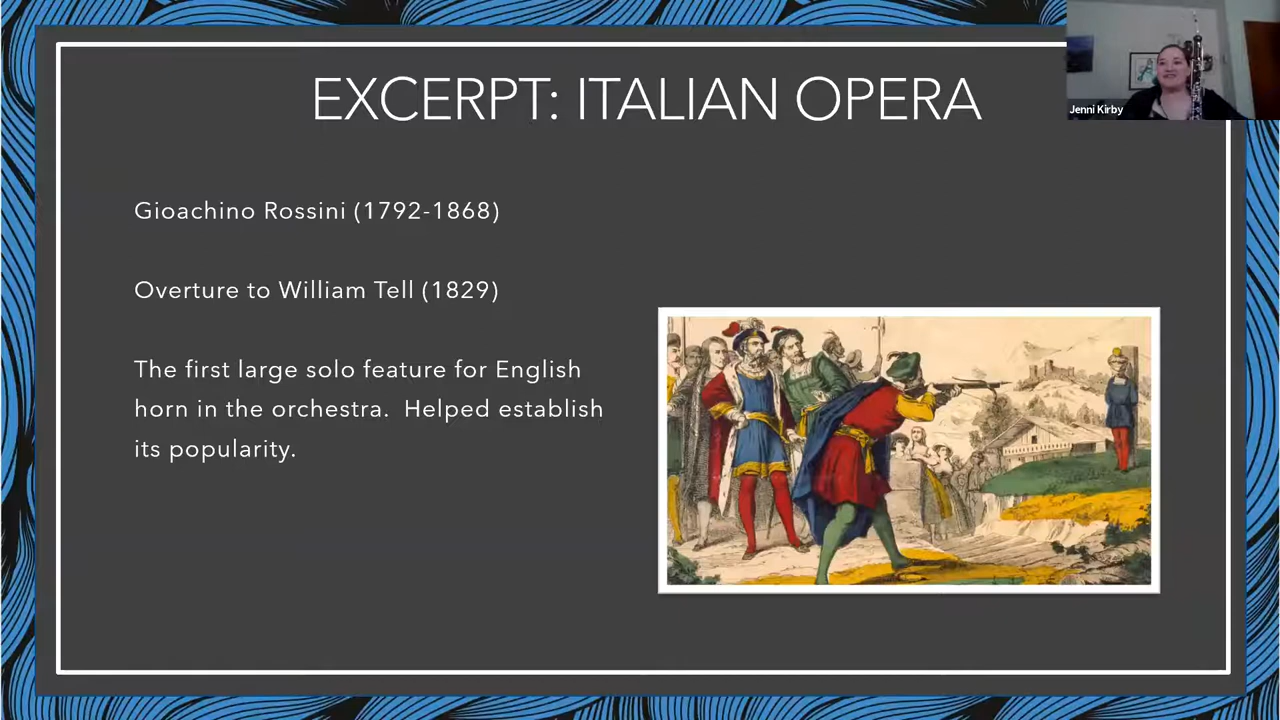 EXCERPT: ITALIAN OPERA
Jenni Kirby
Gioachino Rossini (1792-1868)
Overture to William Tell (1829)
The first large solo feature for English
horn in the orchestra.  Helped establish
its popularity.